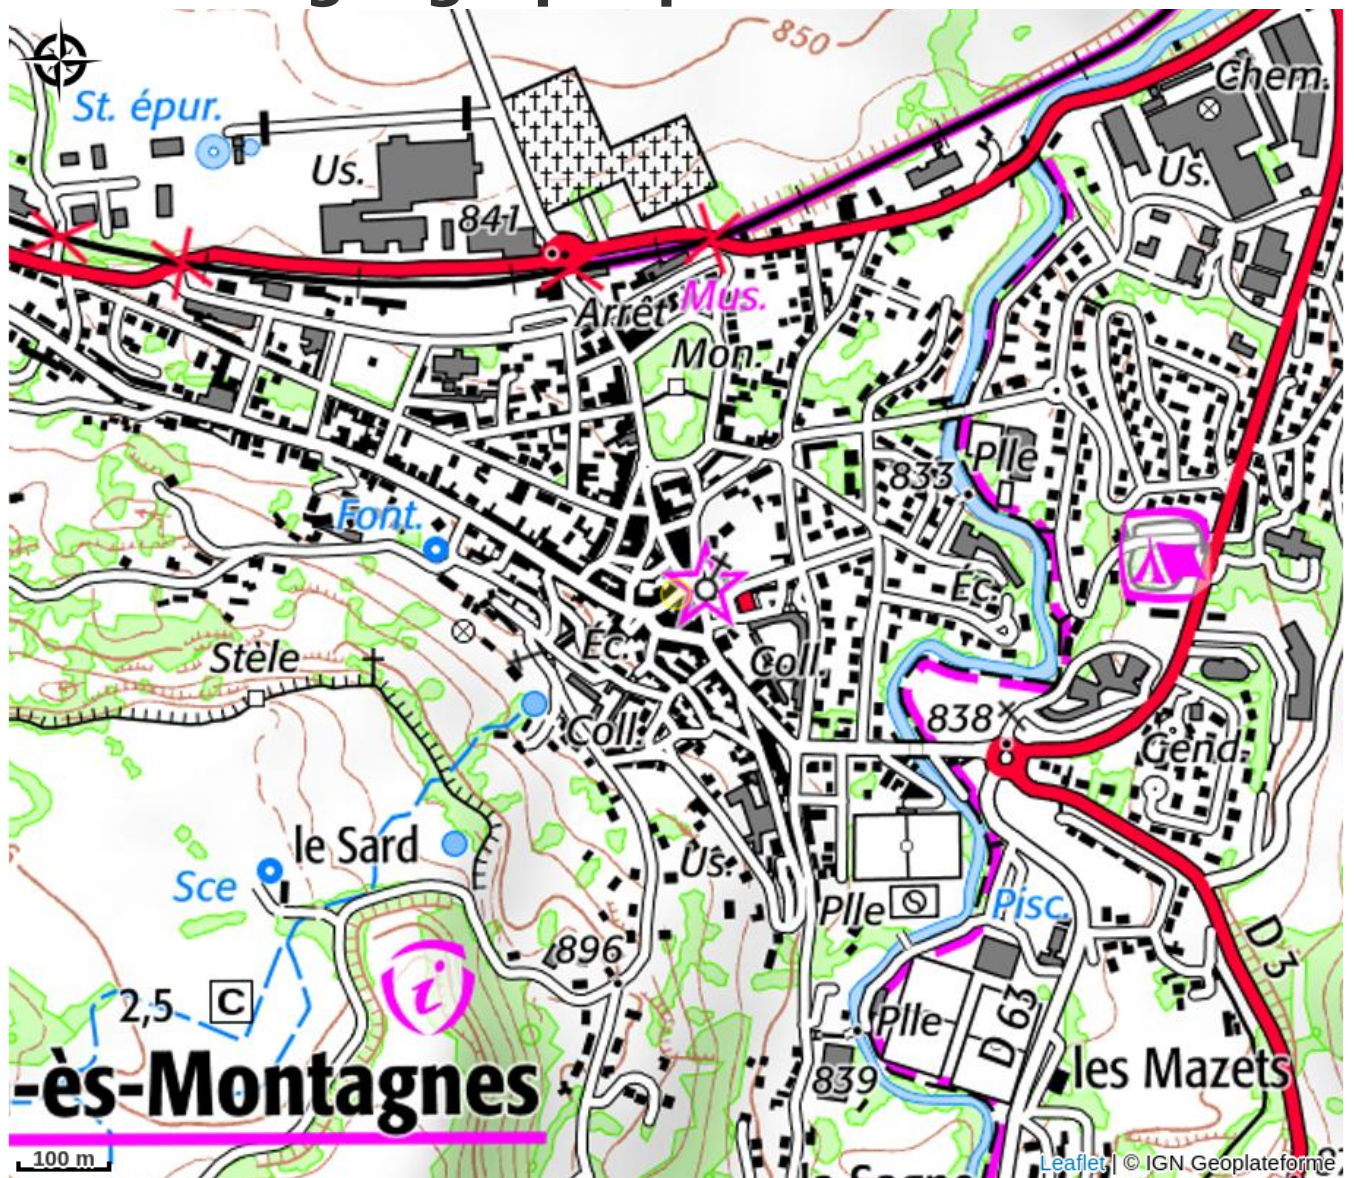 850
Chem.
St. épur.
Us.
Us.
841
Mus.
Arrêt
Mon.
Plle
833
Font.
Éc.
Éc.
Stèle
Coll.
838
Coll.
Gend.
le Sard
Us.
Sce
Plle
Pisc.
D 3
896
2,5
C
i
Plle
D 63
-ès-Montagnes
839
les Mazets
100 m
Leaflet | © IGN Geoplateforme